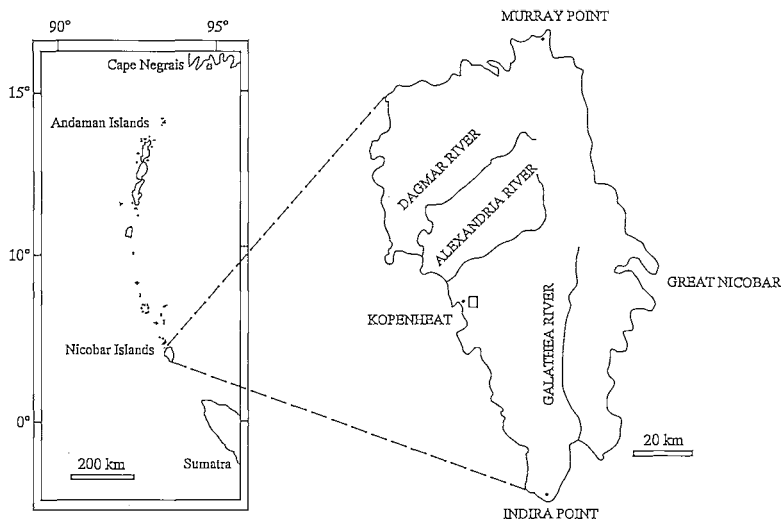 90°
95°
Cape Negrais
15°
Andaman Islands
10°
Nicobar Islands
0°
200 km
Sumatra
MURRAY POINT
DAGMAR RIVER
ALEXANDRIA RIVER
GREAT NICOBAR
KOPENHEAT
GALATHEA RIVER
20 km
INDIRA POINT